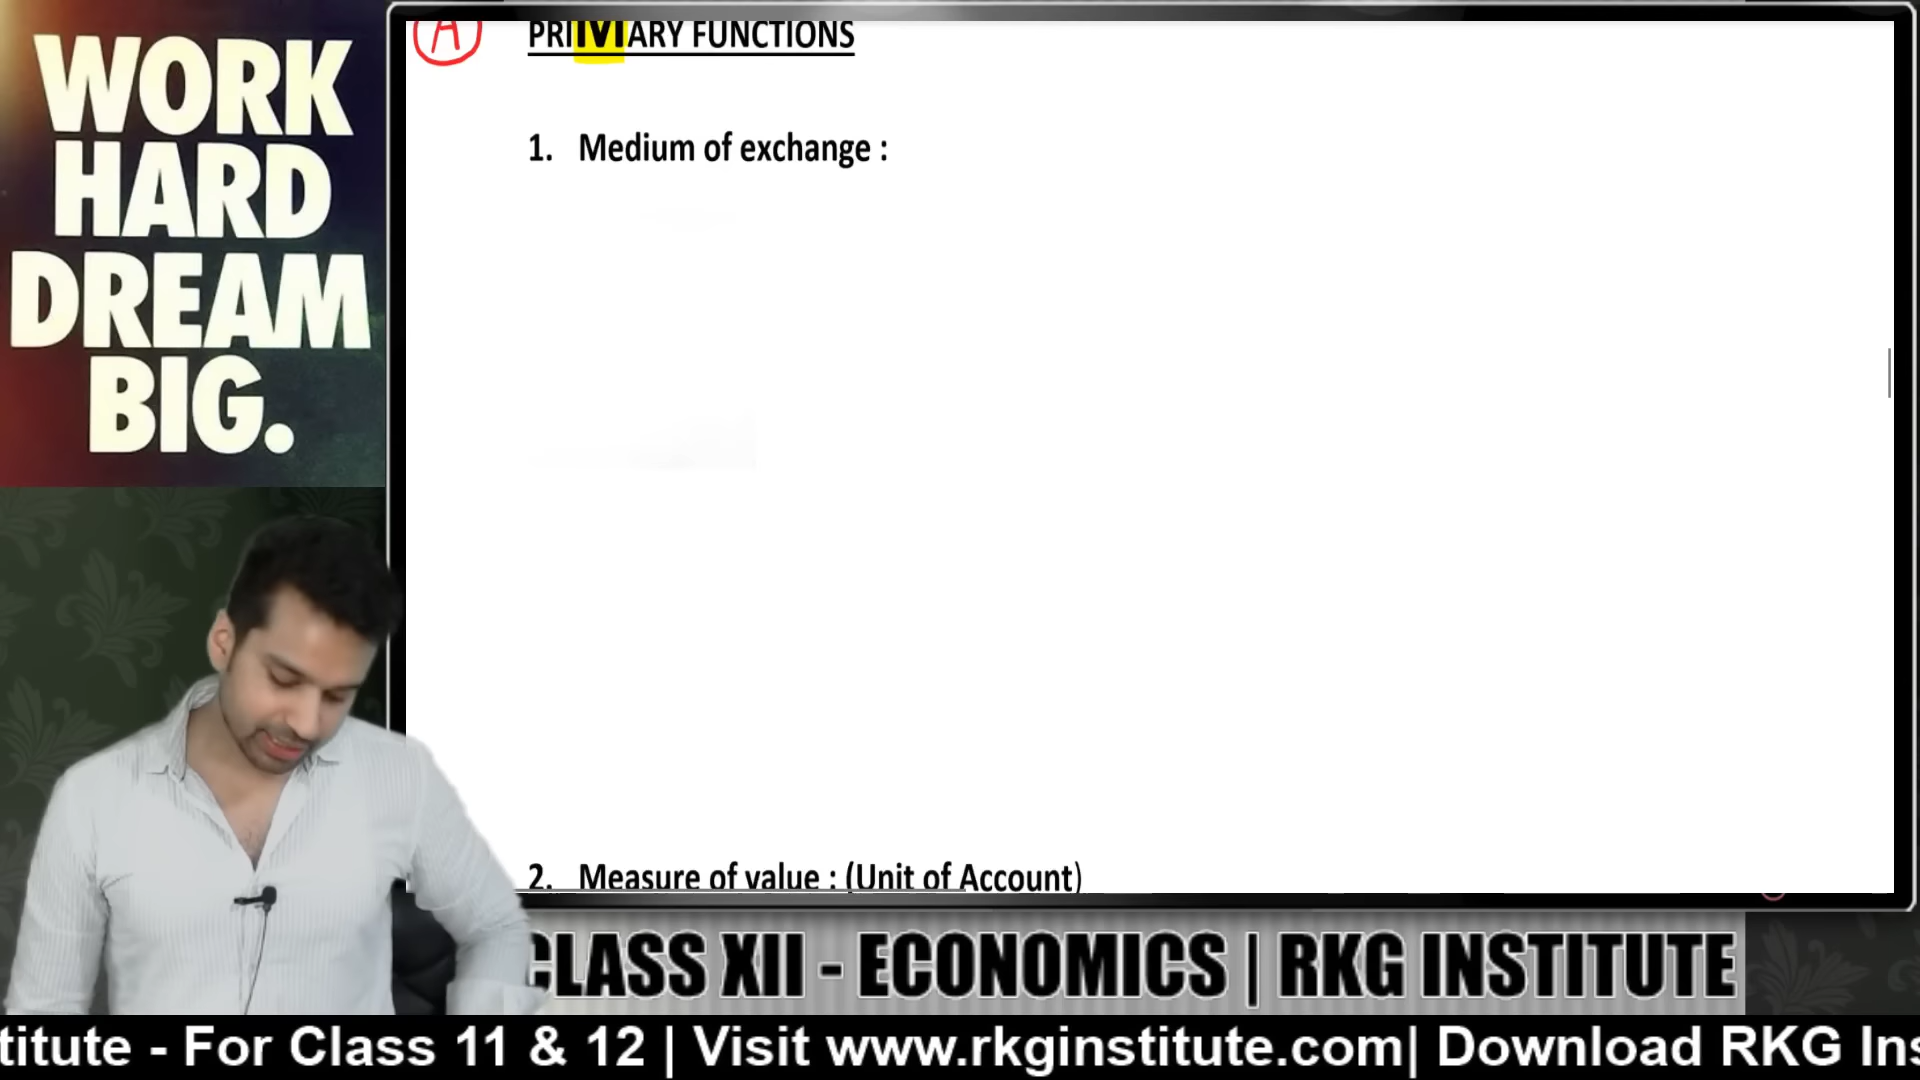 WORK
HARD
DREAM
BIG.
A
PRIMARY FUNCTIONS
1. Medium of exchange :
2. Measure of value : (Unit of Account)
CLASS XII - ECONOMICS | RKG INSTITUTE
titute - For Class 11 & 12 | Visit www.rkginstitute.com| Download RKG Ins